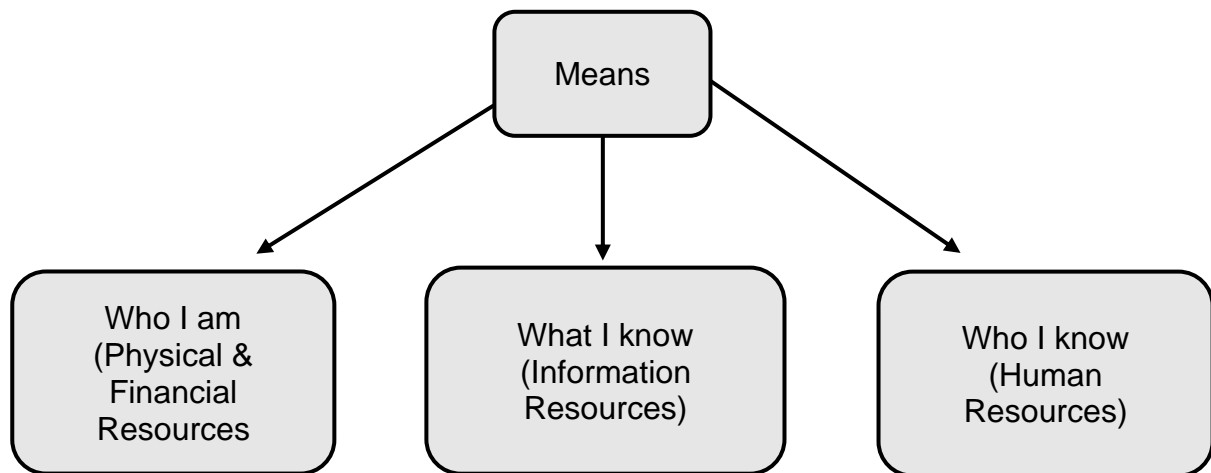 Means
Who I am
(Physical &
Financial
Resources
What I know
(Information
Resources)
Who I know
(Human
Resources)